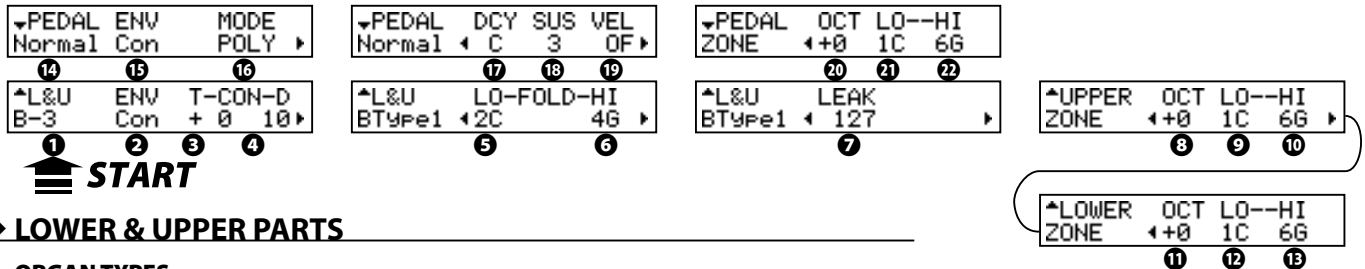 PEDAL ENV MODE
Normal Con POLY
⓮ ⓯ ⓰
PEDAL DCY SUS VEL
Normal C 3 OF
⓱ ⓲ ⓳
PEDAL OCT LO--HI
ZONE +0 1C 6G
⓴ ㉑ ㉒
L&U ENV T-CON-D
B-3 Con + 0 10
❶ ❷ ❸ ❹
L&U LO-FOLD-HI
BType1 2C 4G
❺ ❻
L&U LEAK
BType1 127
❼
UPPER OCT LO--HI
ZONE +0 1C 6G
❽ ❾ ❿
START
LOWER OCT LO--HI
ZONE +0 1C 6G
⓫ ⓬ ⓭
LOWER & UPPER PARTS
ORGAN TYPES